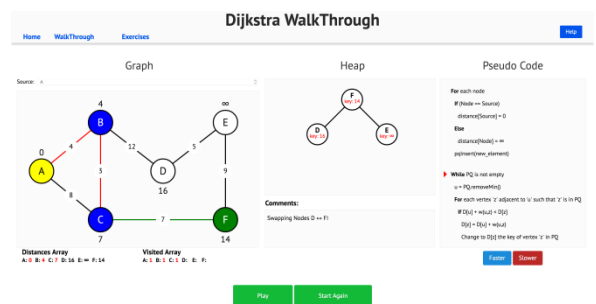 Dijkstra WalkThrough
Home WalkThrough Exercises Help
Graph
Source: a
4
B
∞
E
0
A
4
12
5
3
D
16
9
8
C
7
7
F
14
Distances Array
A: 0 B: 4 C: 7 D: 16 E: ∞ F: 14
Visited Array
A: 1 B: 1 C: 1 D: E: F:
Heap
F
key: 14
D
key: 16
E
key: ∞
Comments:
Swapping Nodes D ↔ F!
Pseudo Code
For each node
If (Node == Source)
distance[Source] = 0
Else
distance[Node] = ∞
pq.insert(new_element)
While PQ is not empty
u = PQ.removeMin()
For each vertex 'z' adjacent to 'u' such that 'z' is in PQ
If D[u] + w(u,z) < D[z]
D[z] = D[u] + w(u,z)
Change to D[z] the key of vertex 'z' in PQ
Faster Slower
Play Start Again